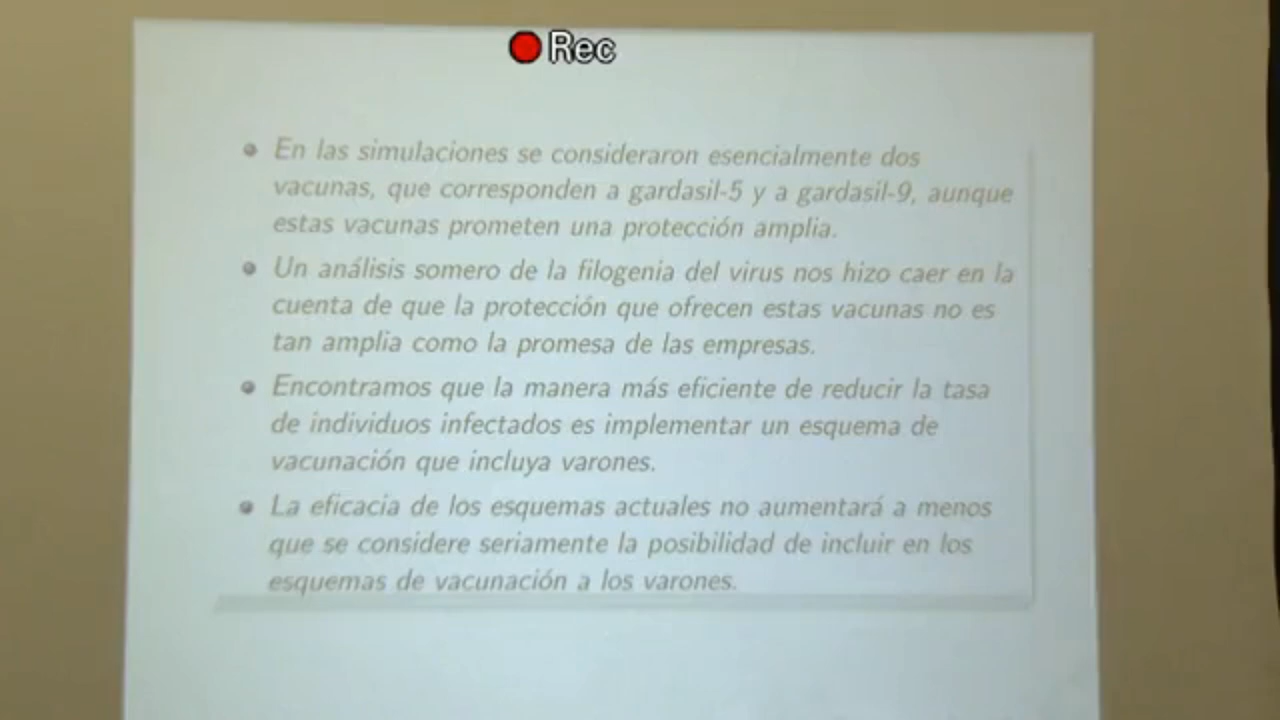 Rec
En las simulaciones se consideraron esencialmente dos
vacunas, que corresponden a gardasil-5 y a gardasil-9, aunque
estas vacunas prometen una protección amplia.
Un análisis somero de la filogenia del virus nos hizo caer en la
cuenta de que la protección que ofrecen estas vacunas no es
tan amplia como la promesa de las empresas.
Encontramos que la manera más eficiente de reducir la tasa
de individuos infectados es implementar un esquema de
vacunación que incluya varones.
La eficacia de los esquemas actuales no aumentará a menos
que se considere seriamente la posibilidad de incluir en los
esquemas de vacunación a los varones.